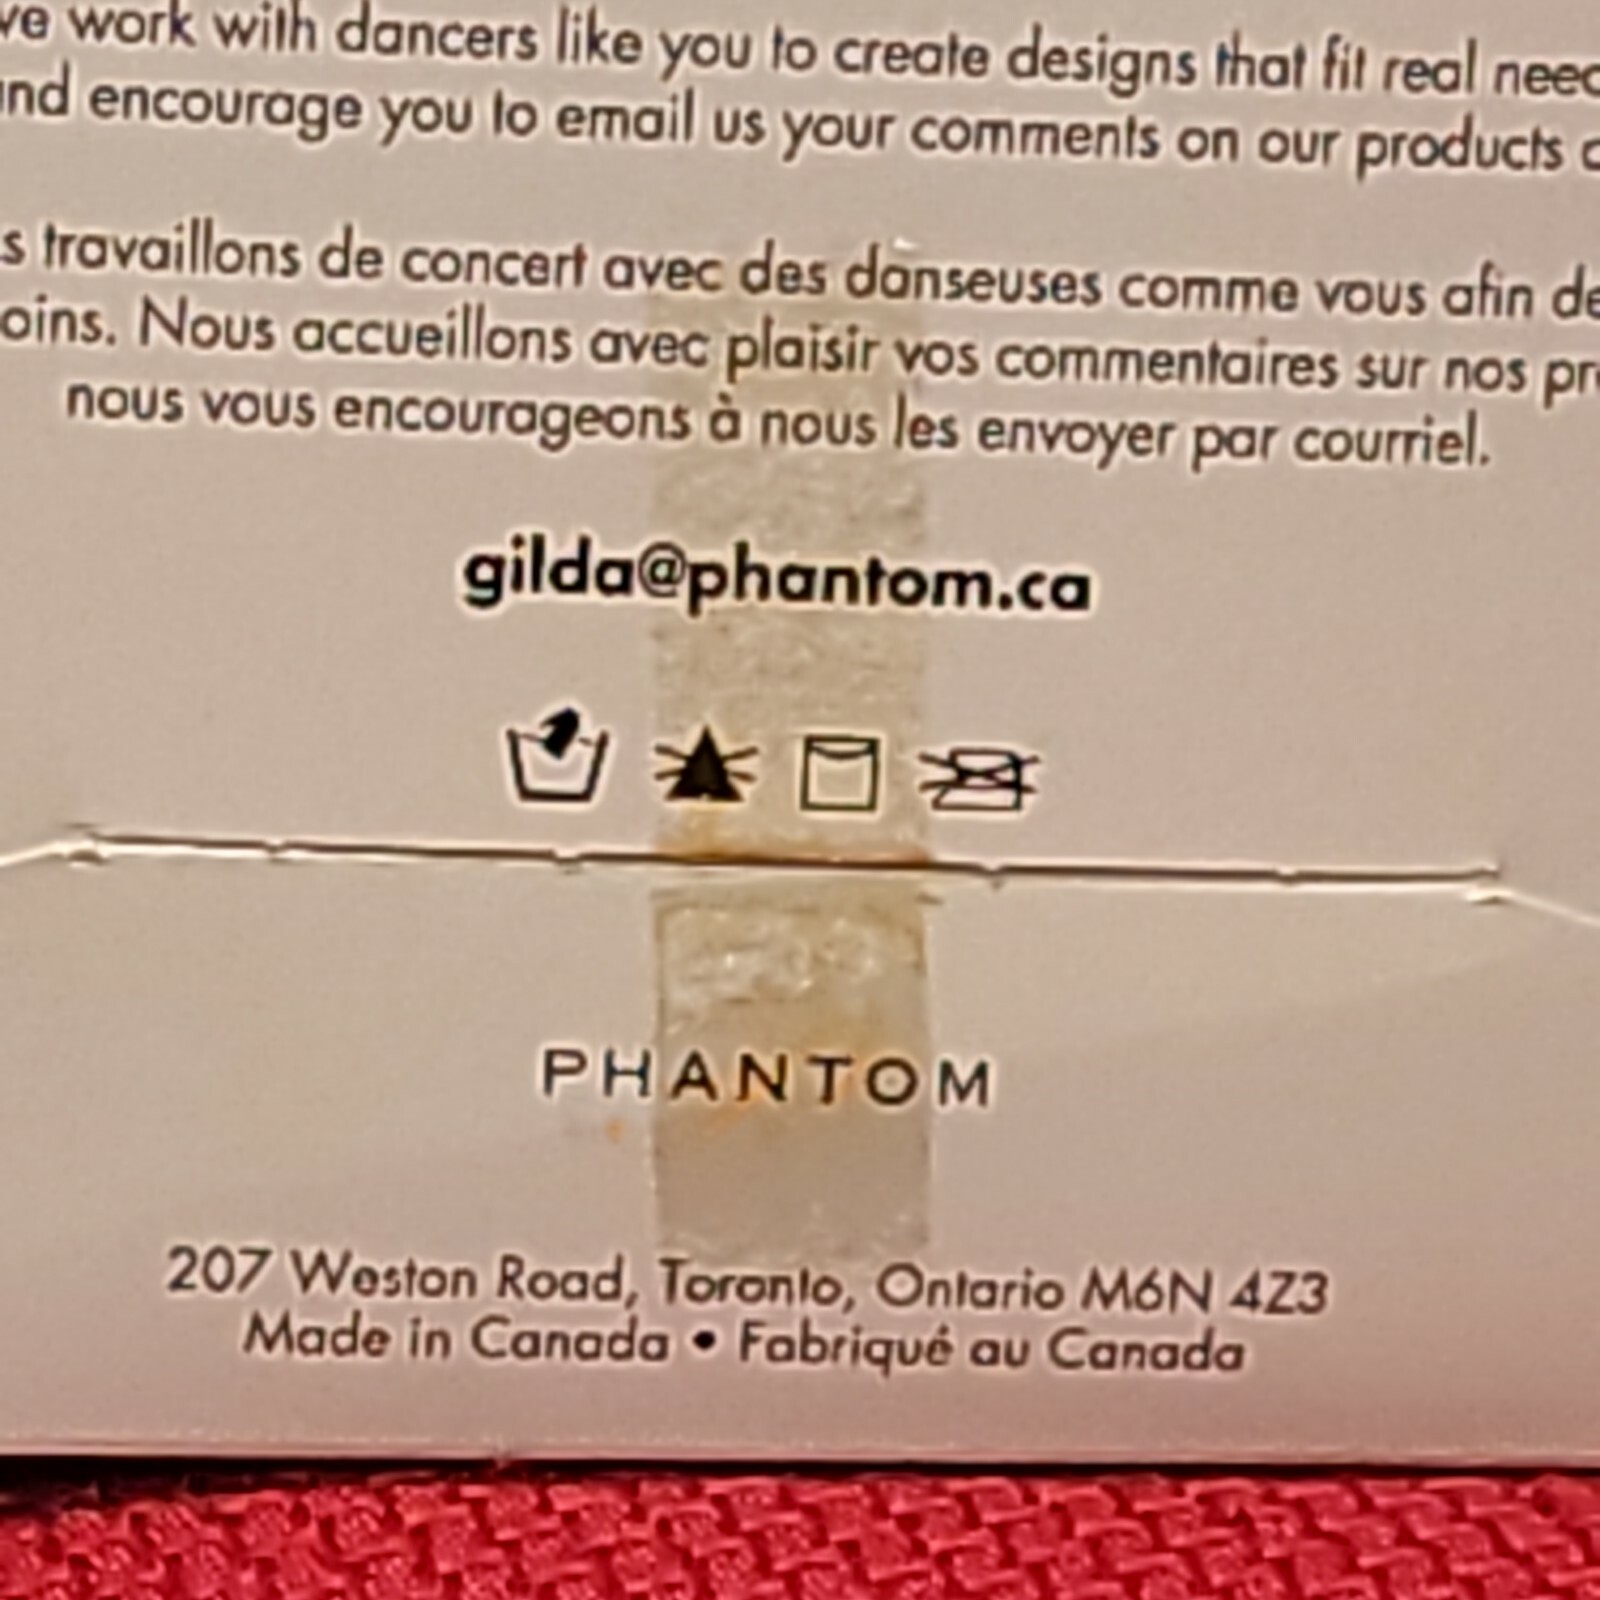 we work with dancers like you to create designs that fit real
and encourage you to email us your comments on our products
travaillons de concert avec des danseuses comme vous afin de
Nous accueillons avec plaisir vos commentaires sur nos
nous vous encourageons à nous les envoyer par courriel.
gilda@phantom.ca
PHANTOM
207 Weston Road, Toronto, Ontario M6N 4Z3
Made in Canada • Fabriqué au Canada